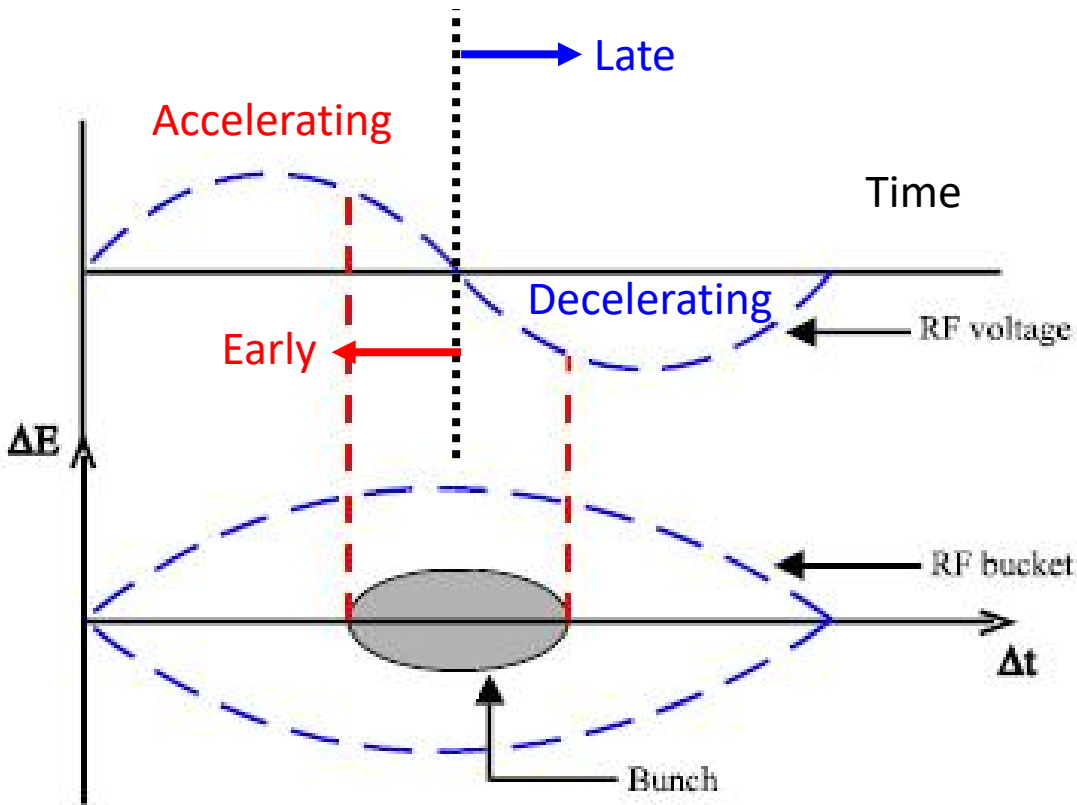 Late
Accelerating
Time
Decelerating
RF voltage
Early
ΔE
RF bucket
Δt
Bunch